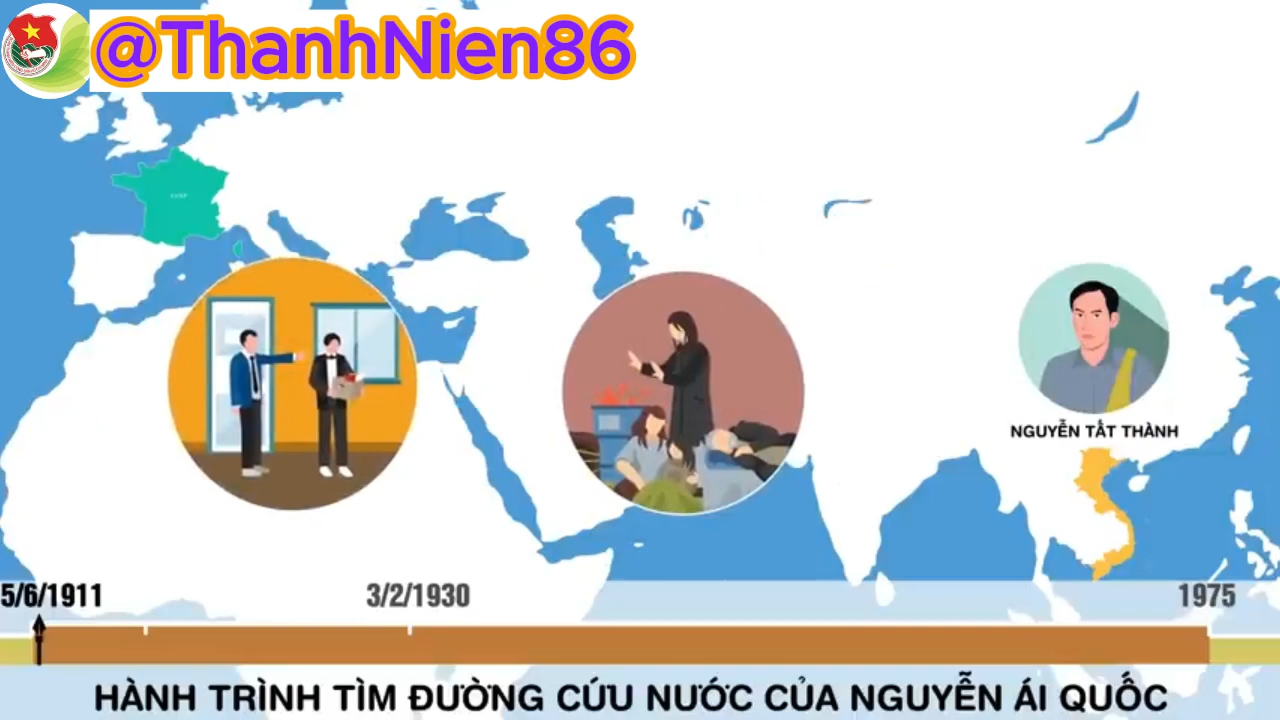 @ThanhNien86
NGUYỄN TẤT THÀNH
5/6/1911
3/2/1930
1975
HÀNH TRÌNH TÌM ĐƯỜNG CỨU NƯỚC CỦA NGUYỄN ÁI QUỐC